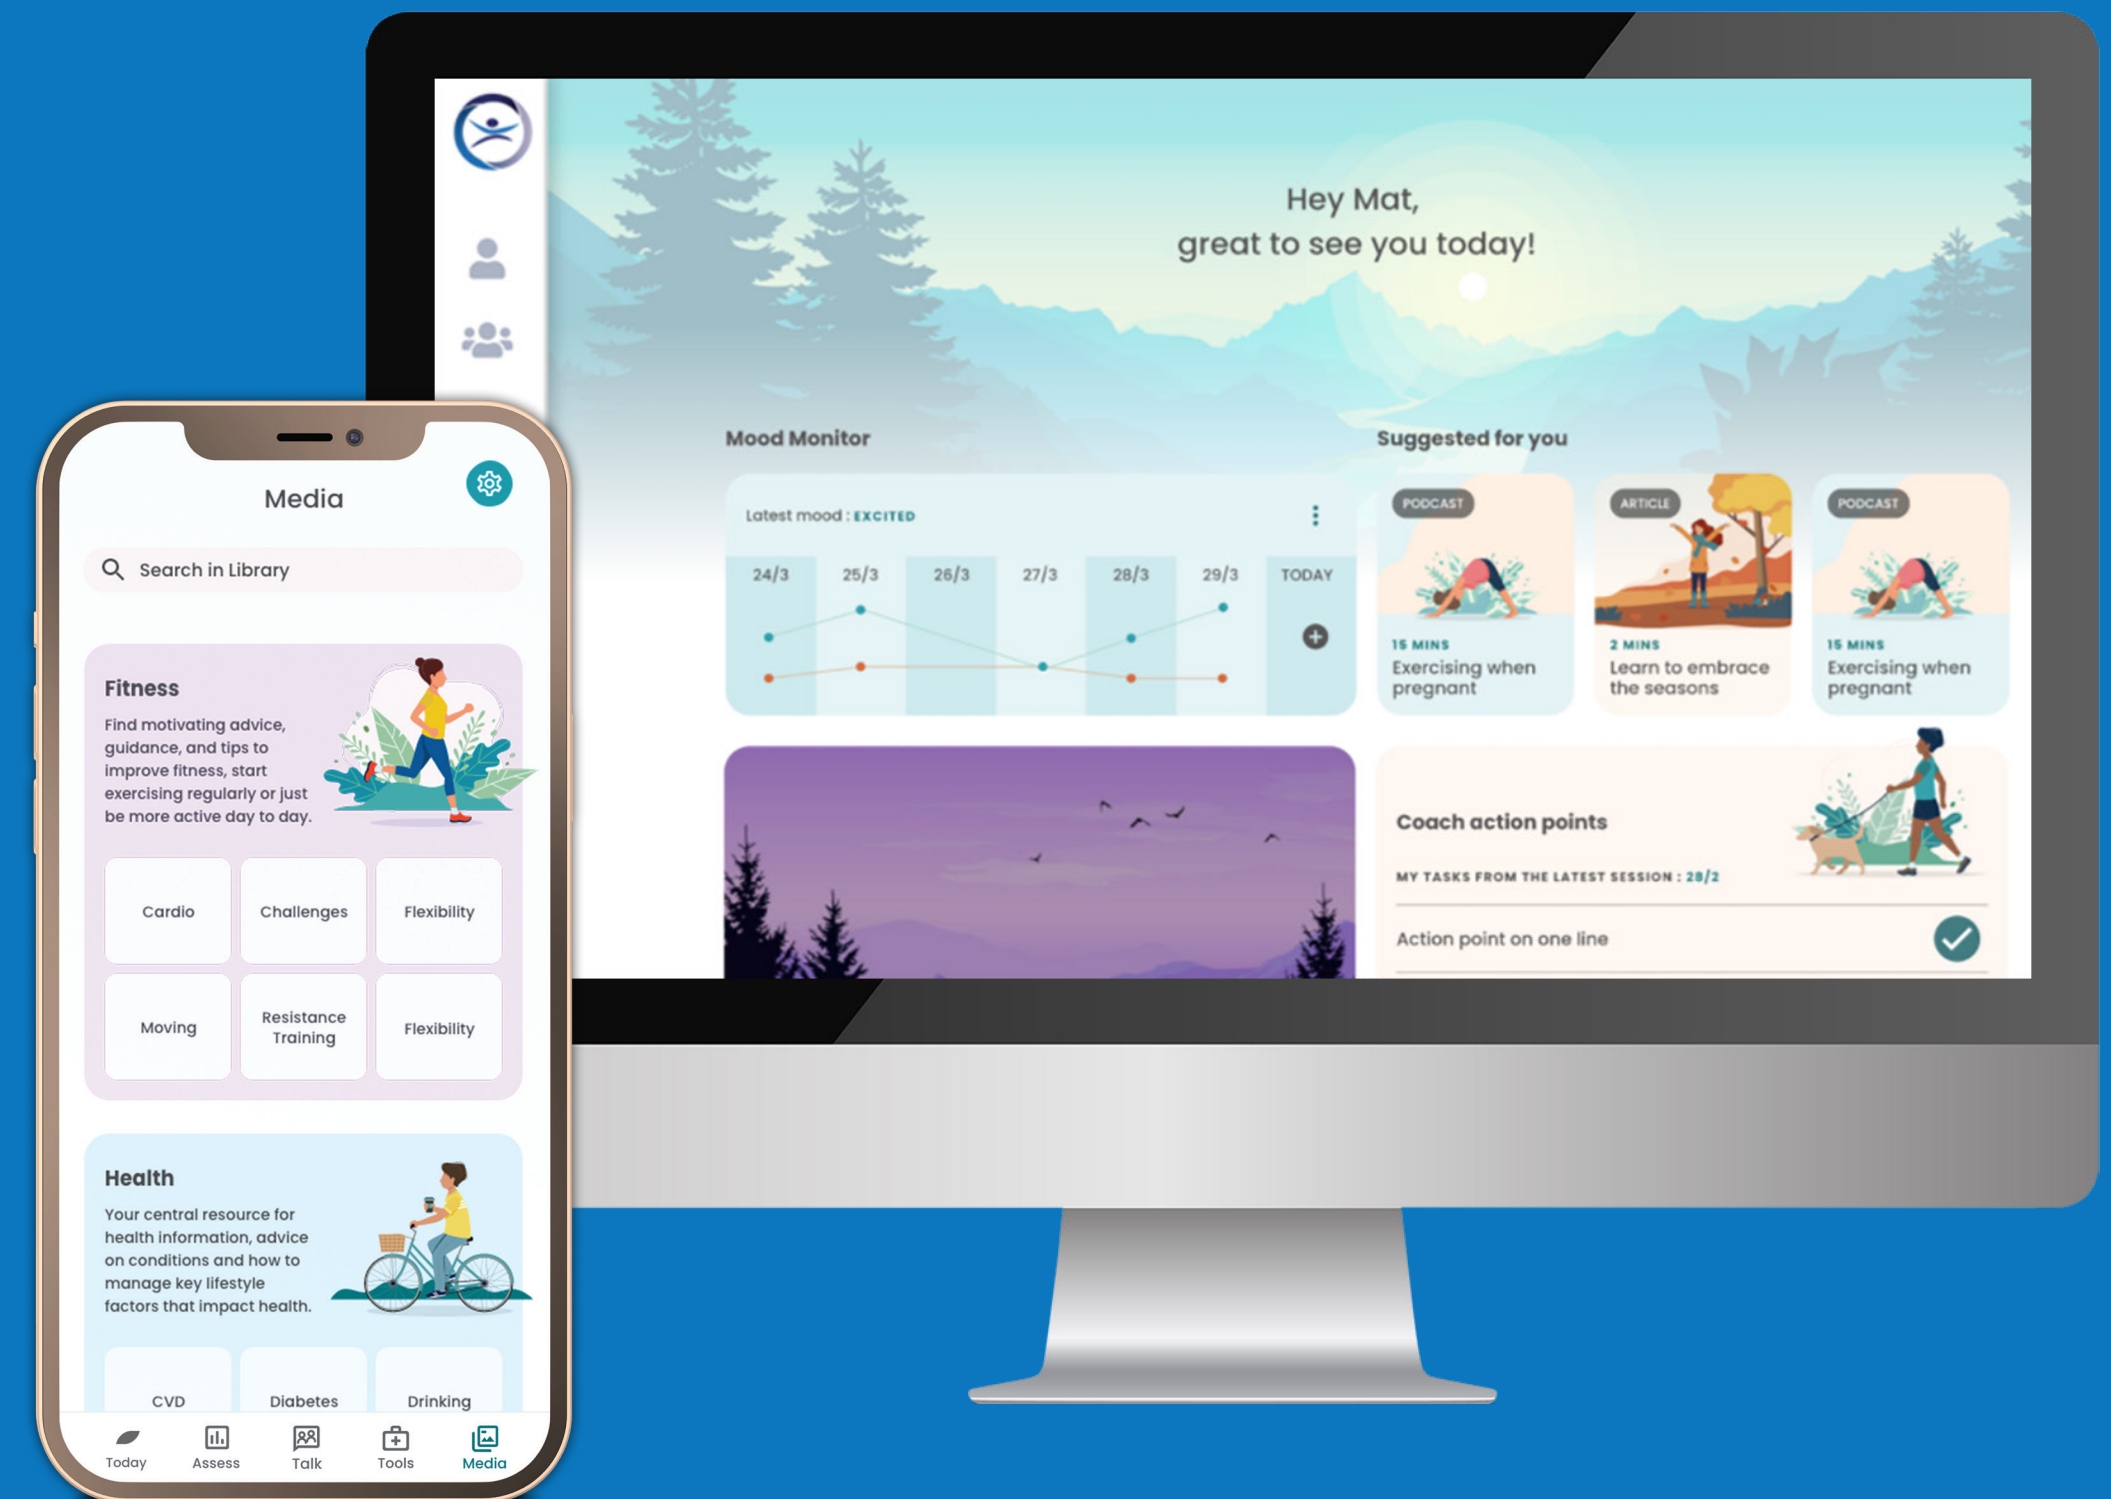 Hey Mat,
great to see you today!
Mood Monitor
Latest mood : EXCITED
24/3 25/3 26/3 27/3 28/3 29/3 TODAY
Suggested for you
PODCAST
15 MINS
Exercising when
pregnant
ARTICLE
2 MINS
Learn to embrace
the seasons
PODCAST
15 MINS
Exercising when
pregnant
Coach action points
MY TASKS FROM THE LATEST SESSION : 28/2
Action point on one line
Media
Search in Library
Fitness
Find motivating advice,
guidance, and tips to
improve fitness, start
exercising regularly or just
be more active day to day.
Cardio Challenges Flexibility
Moving Resistance
Training Flexibility
Health
Your central resource for
health information, advice
on conditions and how to
manage key lifestyle
factors that impact health.
CVD Diabetes Drinking
Today Assess Talk Tools Media